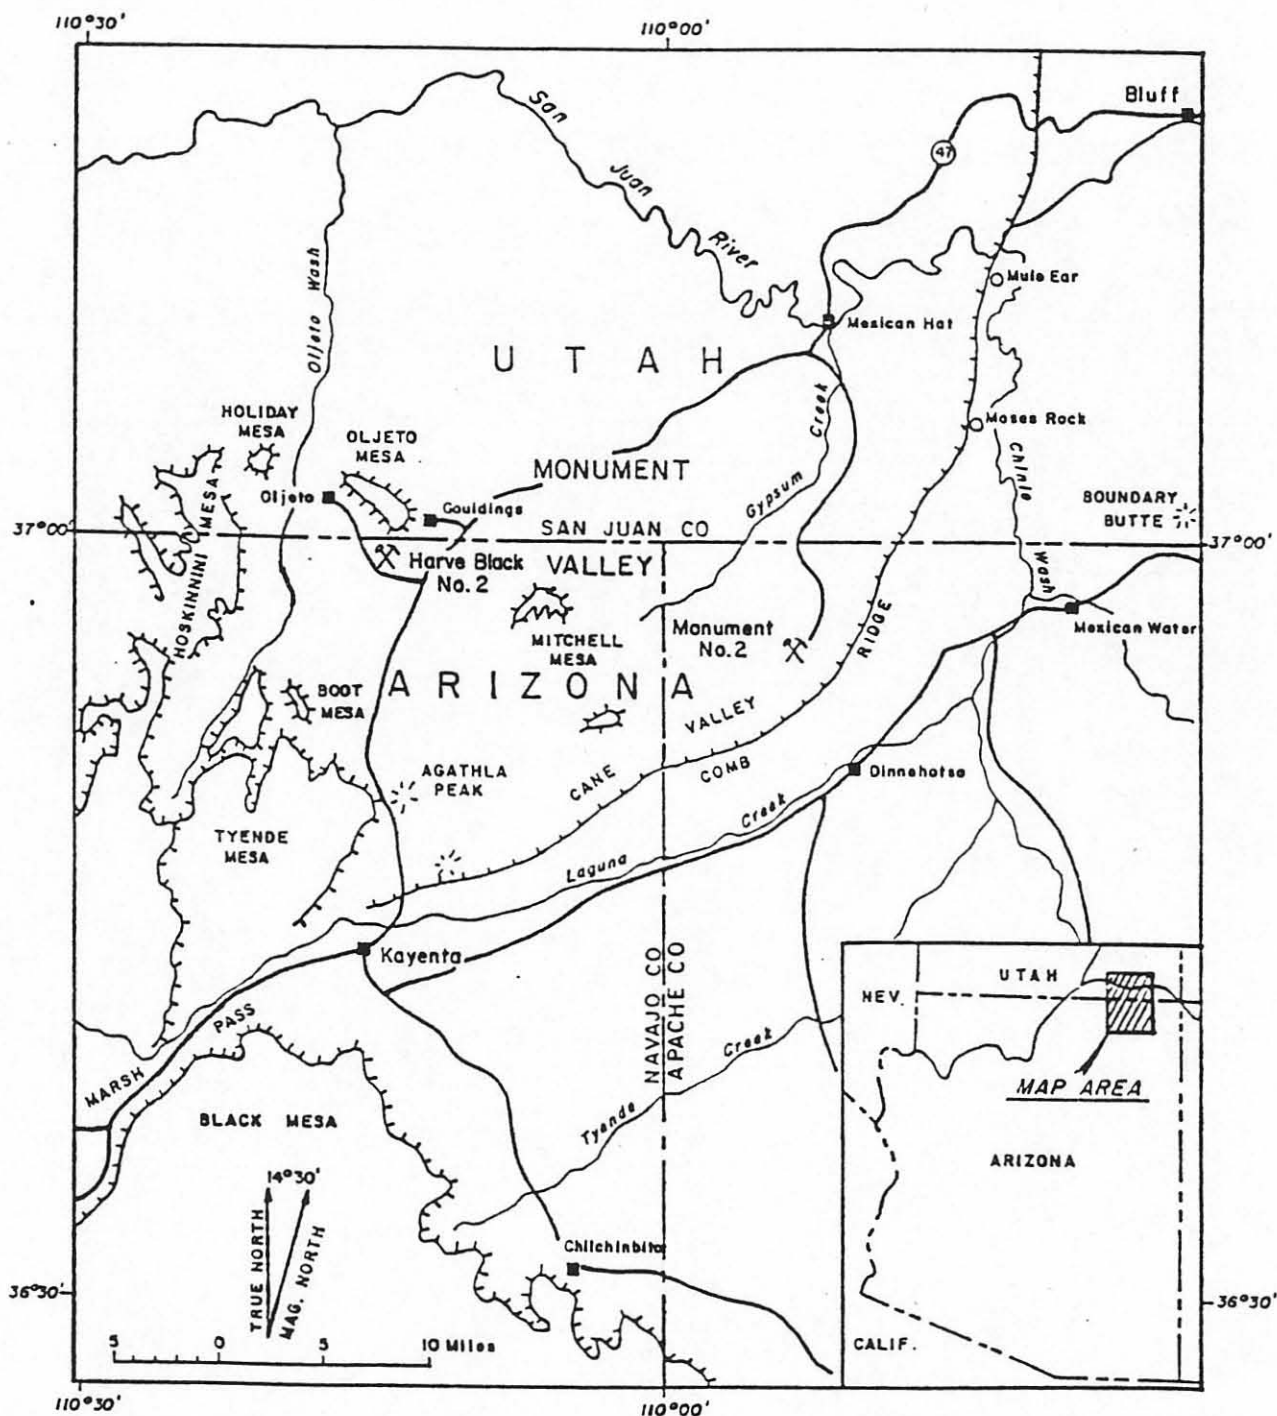 110°30'
110°00'
San
Juan
River
Bluff
47
Oljeto Wash
Mule Ear
Mexican Hat
UTAH
Creek
Gypsum
HOLIDAY
MESA
OLJETO
MESA
Moses Rock
Chinle
Wash
MONUMENT
Oljeto
Gouldings
BOUNDARY
BUTTE
HOSKINNINI MESA
37°00'
SAN JUAN CO
37°00'
Harve Black
No. 2
VALLEY
MITCHELL
MESA
Monument
No. 2
RIDGE
Mexican Water
BOOT
MESA
ARIZONA
VALLEY
AGATHLA
PEAK
CANE
COMB
Dinnehotso
Creek
Laguna
TYENDE
MESA
Kayenta
NAVAJO CO
APACHE CO
UTAH
NEV.
MARSH PASS
Creek
Tyende
MAP AREA
BLACK MESA
ARIZONA
14°30'
TRUE NORTH
MAG. NORTH
Chilchinbito
36°30'
36°30'
5 0 5 10 Miles
CALIF.
110°30'
110°00'